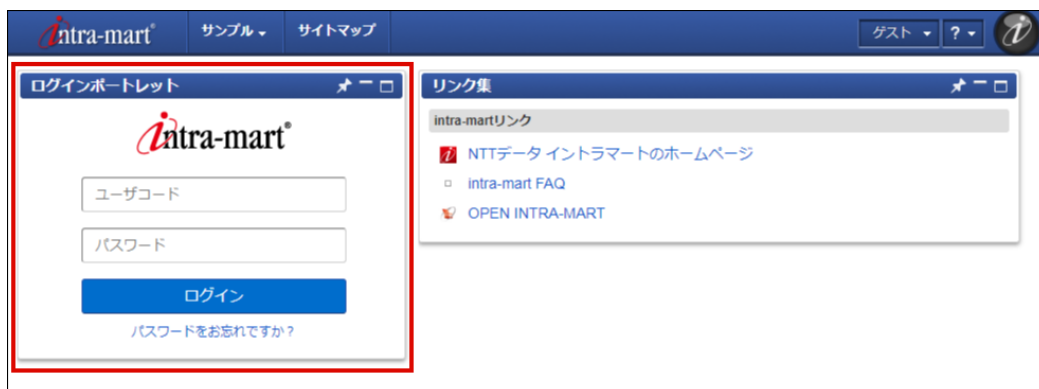 intra-mart® サンプル サイトマップ ゲスト ?
ログインポートレット
intra-mart®
ユーザコード
パスワード
ログイン
パスワードをお忘れですか？
リンク集
intra-martリンク
NTTデータ イントラマートのホームページ
intra-mart FAQ
OPEN INTRA-MART